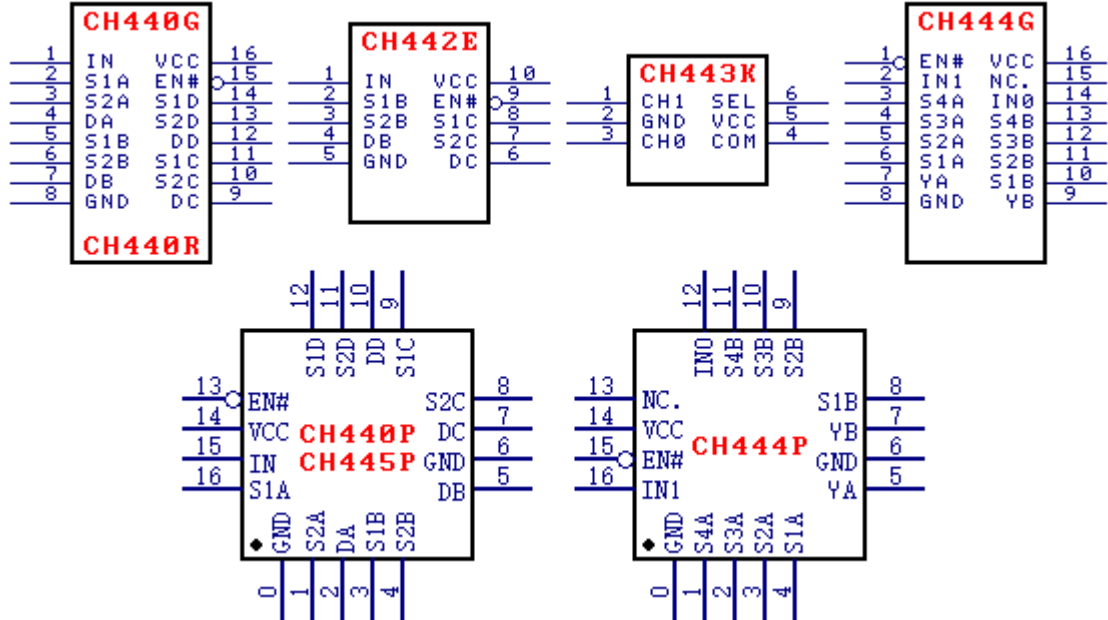 CH440G
1 IN VCC 16
2 S1A EN# 15
3 S2A S1D 14
4 DA S2D 13
5 S1B DD 12
6 S2B S1C 11
7 DB S2C 10
8 GND DC 9
CH440R
CH442E
1 IN VCC 10
2 S1B EN# 9
3 S2B S1C 8
4 DB S2C 7
5 GND DC 6
CH443K
1 CH1 SEL 6
2 GND VCC 5
3 CH0 COM 4
CH444G
1 EN# VCC 16
2 IN1 NC. 15
3 S4A IN0 14
4 S3A S4B 13
5 S2A S3B 12
6 S1A S2B 11
7 YA S1B 10
8 GND YB 9
12 11 10 9
S1D S2D DD S1C
13 EN# S2C 8
14 VCC CH440P DC 7
15 IN CH445P GND 6
16 S1A DB 5
GND S2A DA S1B S2B
0 1 2 3 4
12 11 10 9
IN0 S4B S3B S2B
13 NC. S1B 8
14 VCC CH444P YB 7
15 EN# GND 6
16 IN1 YA 5
GND S4A S3A S2A S1A
0 1 2 3 4